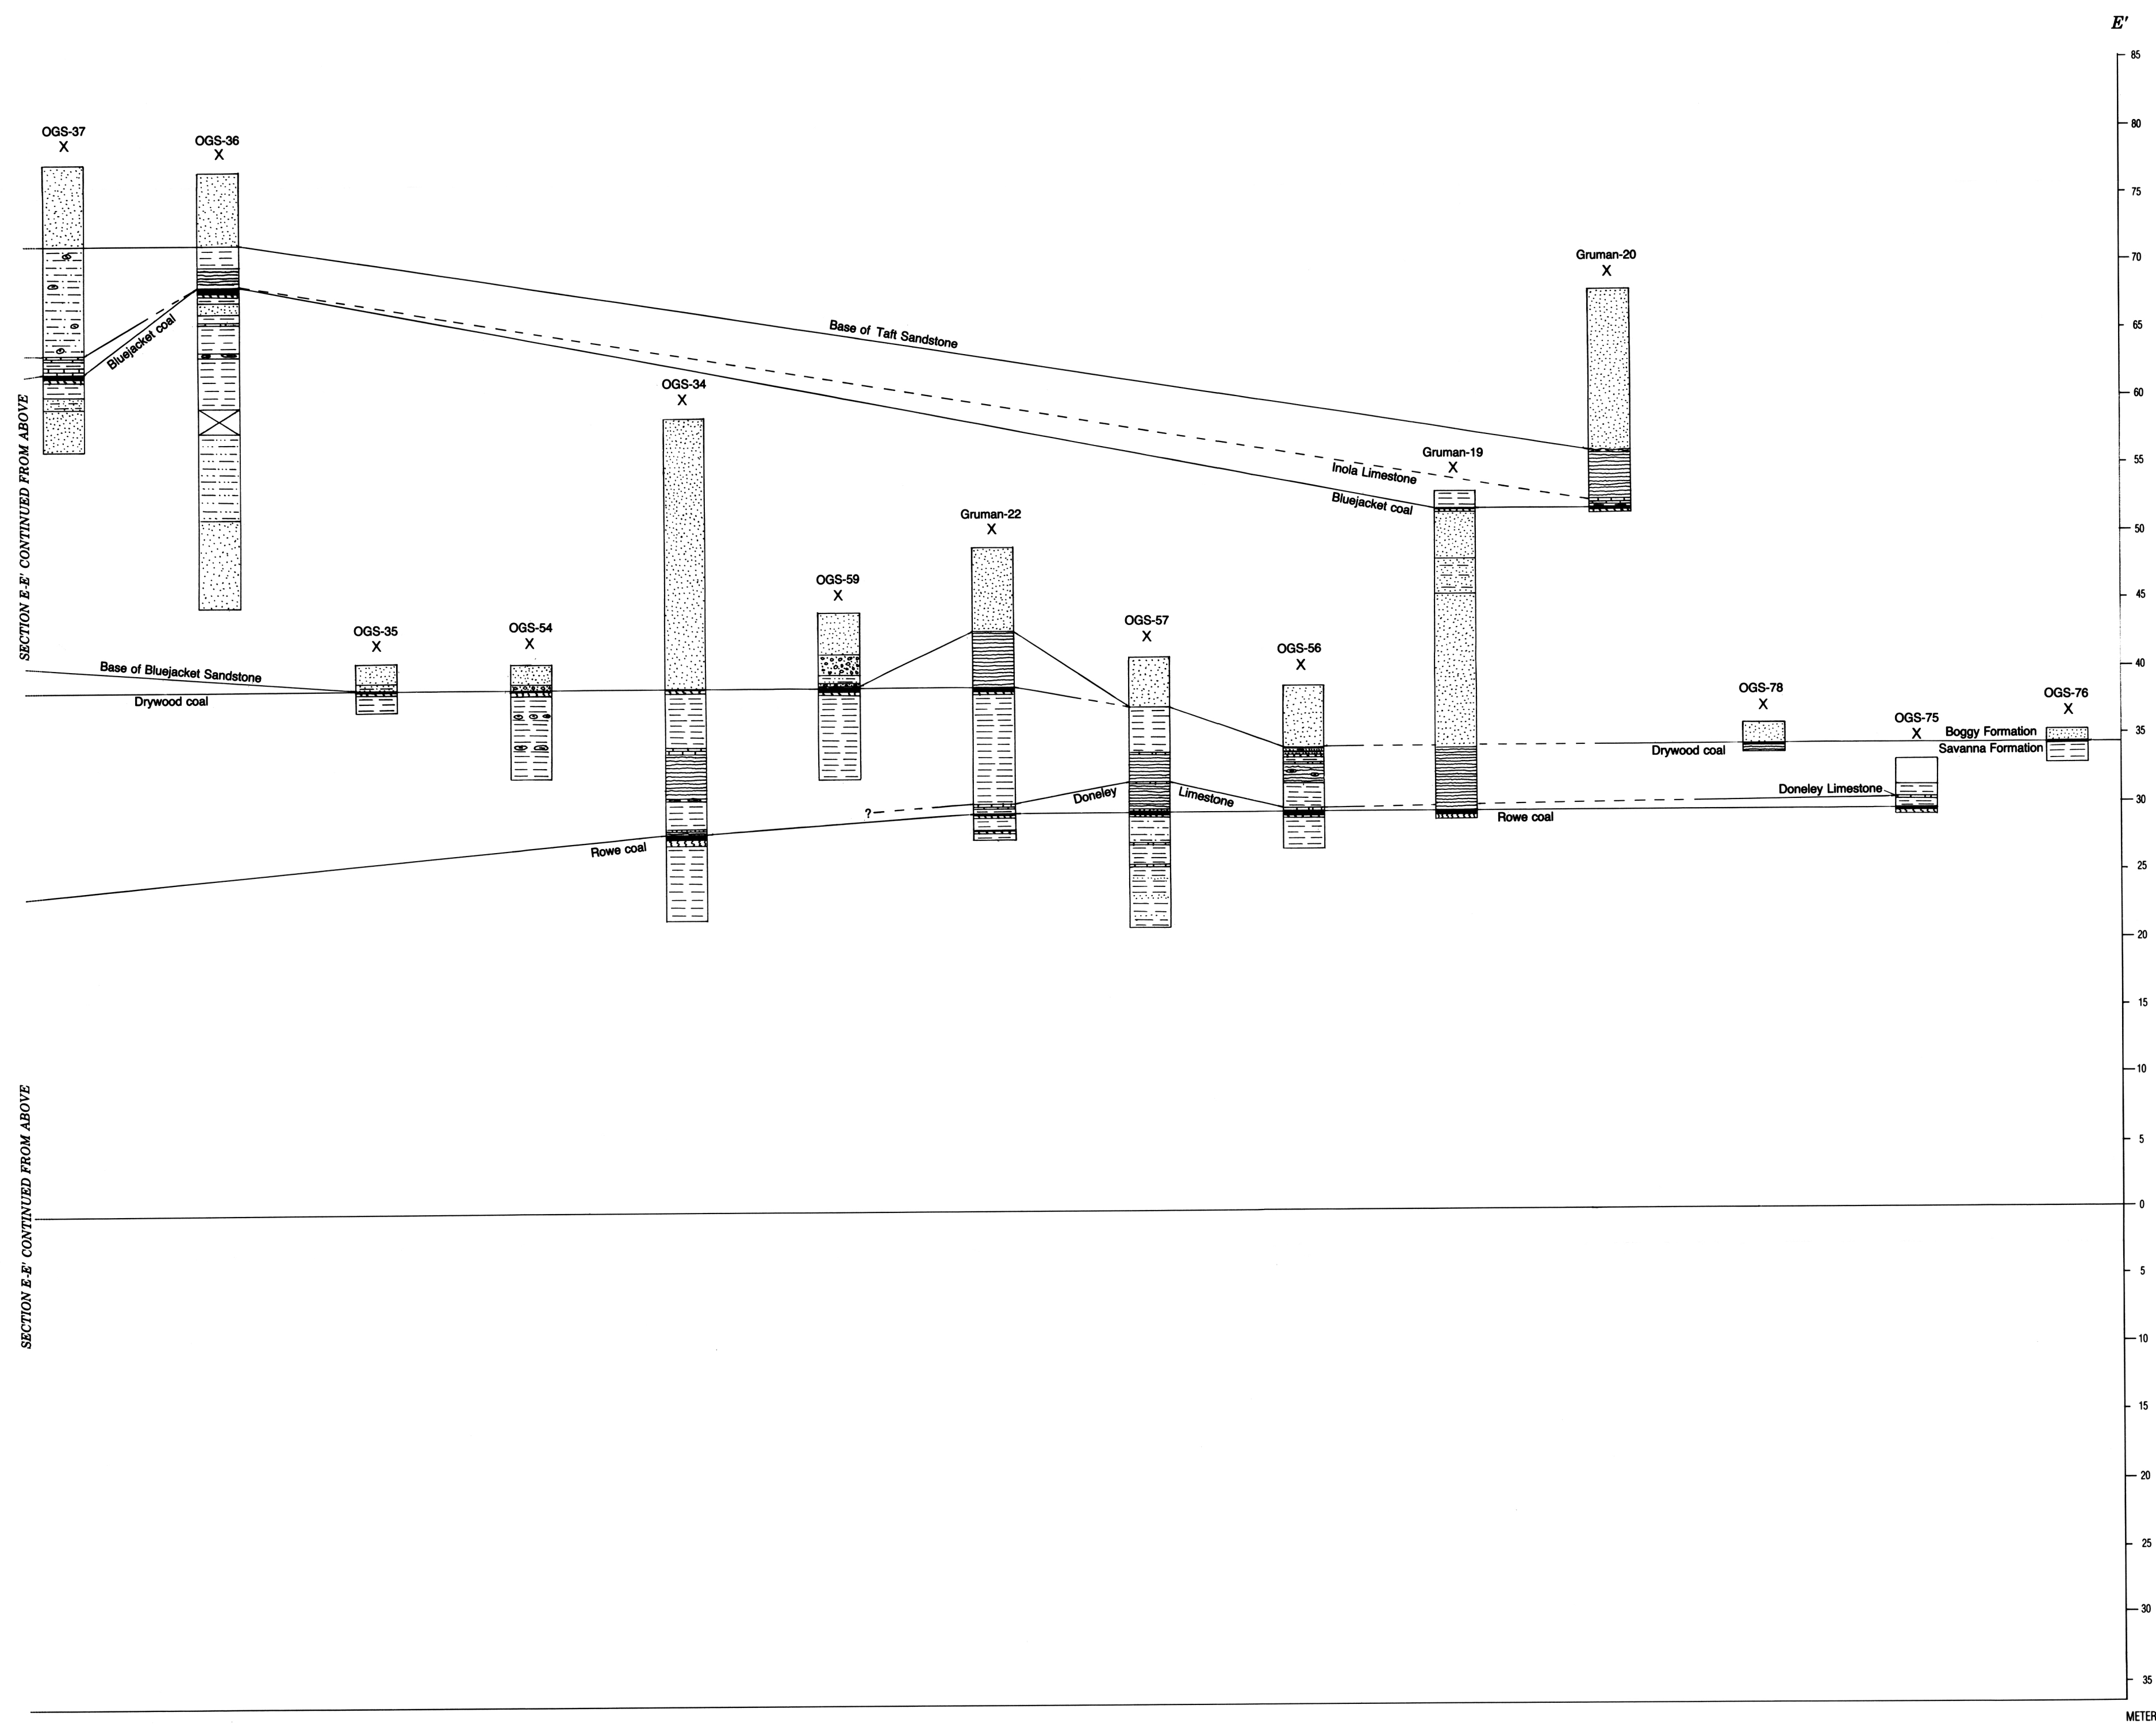 E'
85
80
75
70
65
60
55
50
45
40
35
30
25
20
15
10
5
0
5
10
15
20
25
30
35
METER
OGS-37
X
OGS-36
X
Gruman-20
X
Base of Taft Sandstone
Bluejacket coal
OGS-34
X
Inola Limestone
Bluejacket coal
Gruman-19
X
SECTION E-E' CONTINUED FROM ABOVE
Gruman-22
X
OGS-59
X
OGS-35
X
OGS-54
X
OGS-57
X
OGS-56
X
Base of Bluejacket Sandstone
Drywood coal
OGS-78
X
OGS-75
X
OGS-76
X
Boggy Formation
Savanna Formation
Drywood coal
Doneley Limestone
Doneley Limestone
?
Rowe coal
Rowe coal
SECTION E-E' CONTINUED FROM ABOVE